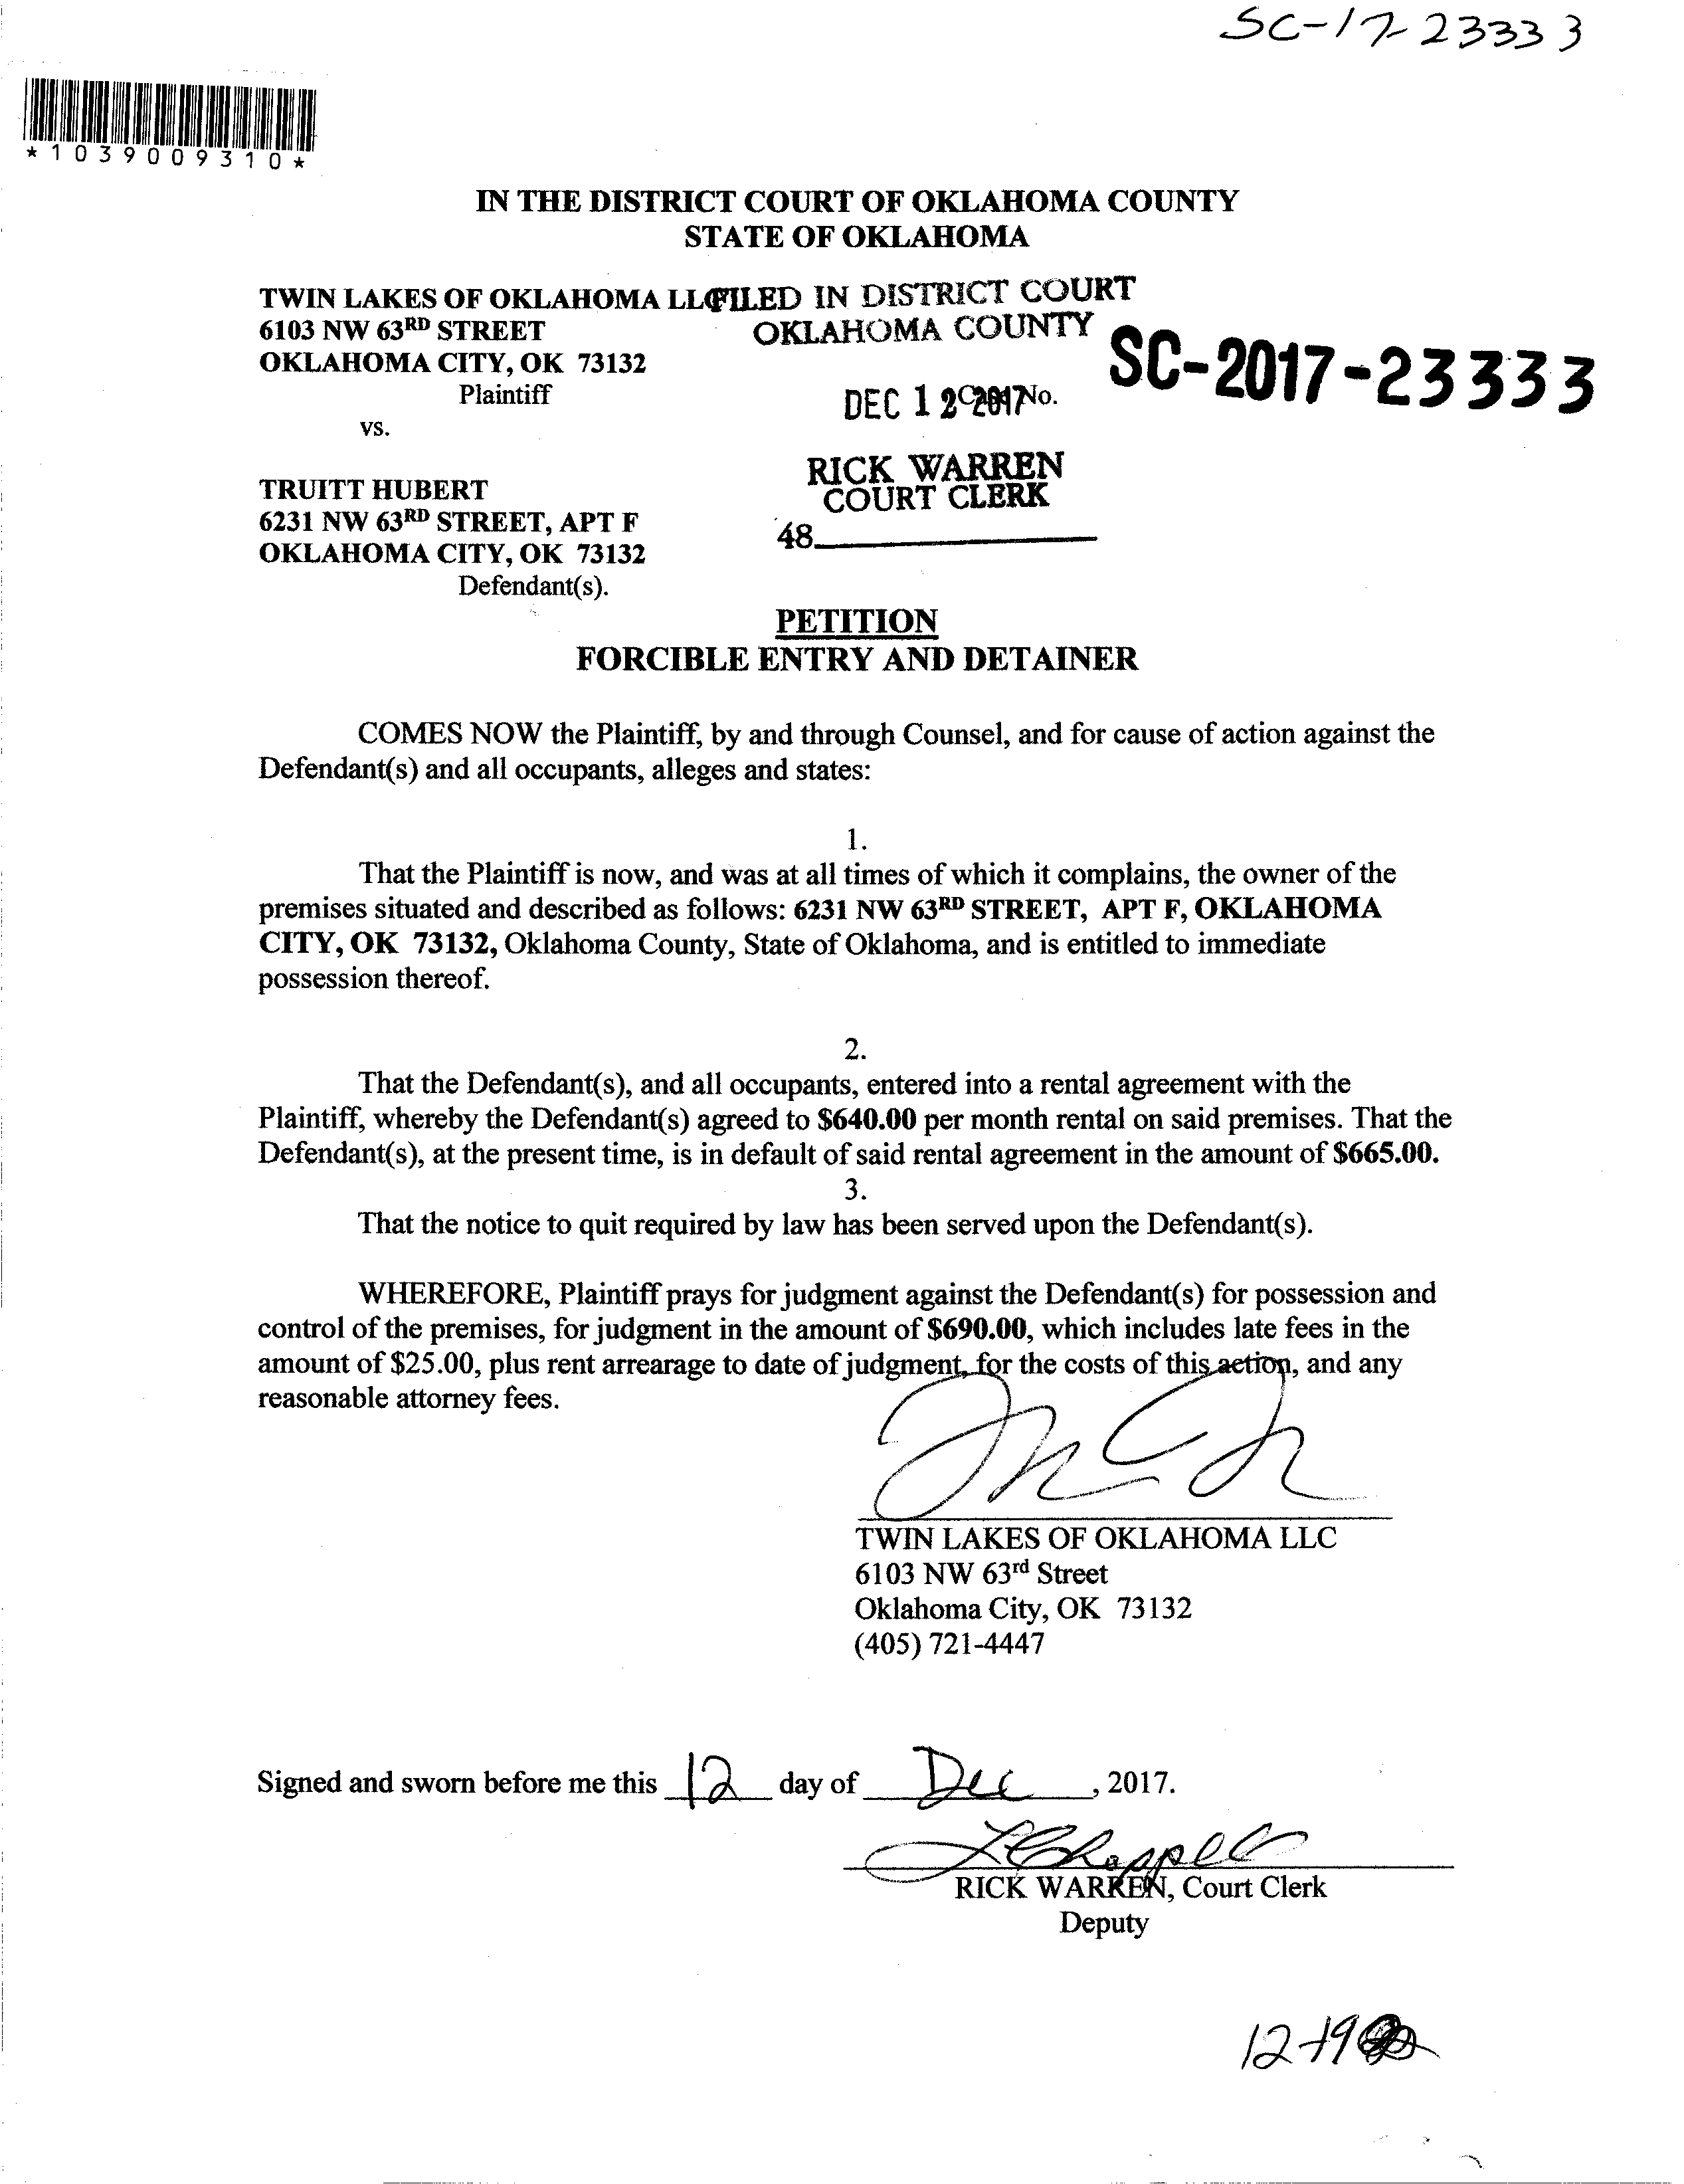 SC-17-23333
*1039009310*
IN THE DISTRICT COURT OF OKLAHOMA COUNTY
STATE OF OKLAHOMA
TWIN LAKES OF OKLAHOMA LLC FILED IN DISTRICT COURT
6103 NW 63RD STREET OKLAHOMA COUNTY
OKLAHOMA CITY, OK 73132 SC-2017-23333
Plaintiff DEC 12 2017 No.
vs.
RICK WARREN
TRUITT HUBERT COURT CLERK
6231 NW 63RD STREET, APT F
48
OKLAHOMA CITY, OK 73132
Defendant(s).
PETITION
FORCIBLE ENTRY AND DETAINER
COMES NOW the Plaintiff, by and through Counsel, and for cause of action against the
Defendant(s) and all occupants, alleges and states:
1.
That the Plaintiff is now, and was at all times of which it complains, the owner of the
premises situated and described as follows: 6231 NW 63RD STREET, APT F, OKLAHOMA
CITY, OK 73132, Oklahoma County, State of Oklahoma, and is entitled to immediate
possession thereof.
2.
That the Defendant(s), and all occupants, entered into a rental agreement with the
Plaintiff, whereby the Defendant(s) agreed to $640.00 per month rental on said premises. That the
Defendant(s), at the present time, is in default of said rental agreement in the amount of $665.00.
3.
That the notice to quit required by law has been served upon the Defendant(s).
WHEREFORE, Plaintiff prays for judgment against the Defendant(s) for possession and
control of the premises, for judgment in the amount of $690.00, which includes late fees in the
amount of $25.00, plus rent arrearage to date of judgment, for the costs of this action, and any
reasonable attorney fees.
TWIN LAKES OF OKLAHOMA LLC
6103 NW 63rd Street
Oklahoma City, OK 73132
(405) 721-4447
Signed and sworn before me this 12 day of Dec, 2017.
LChappell
RICK WARREN, Court Clerk
Deputy
12-19